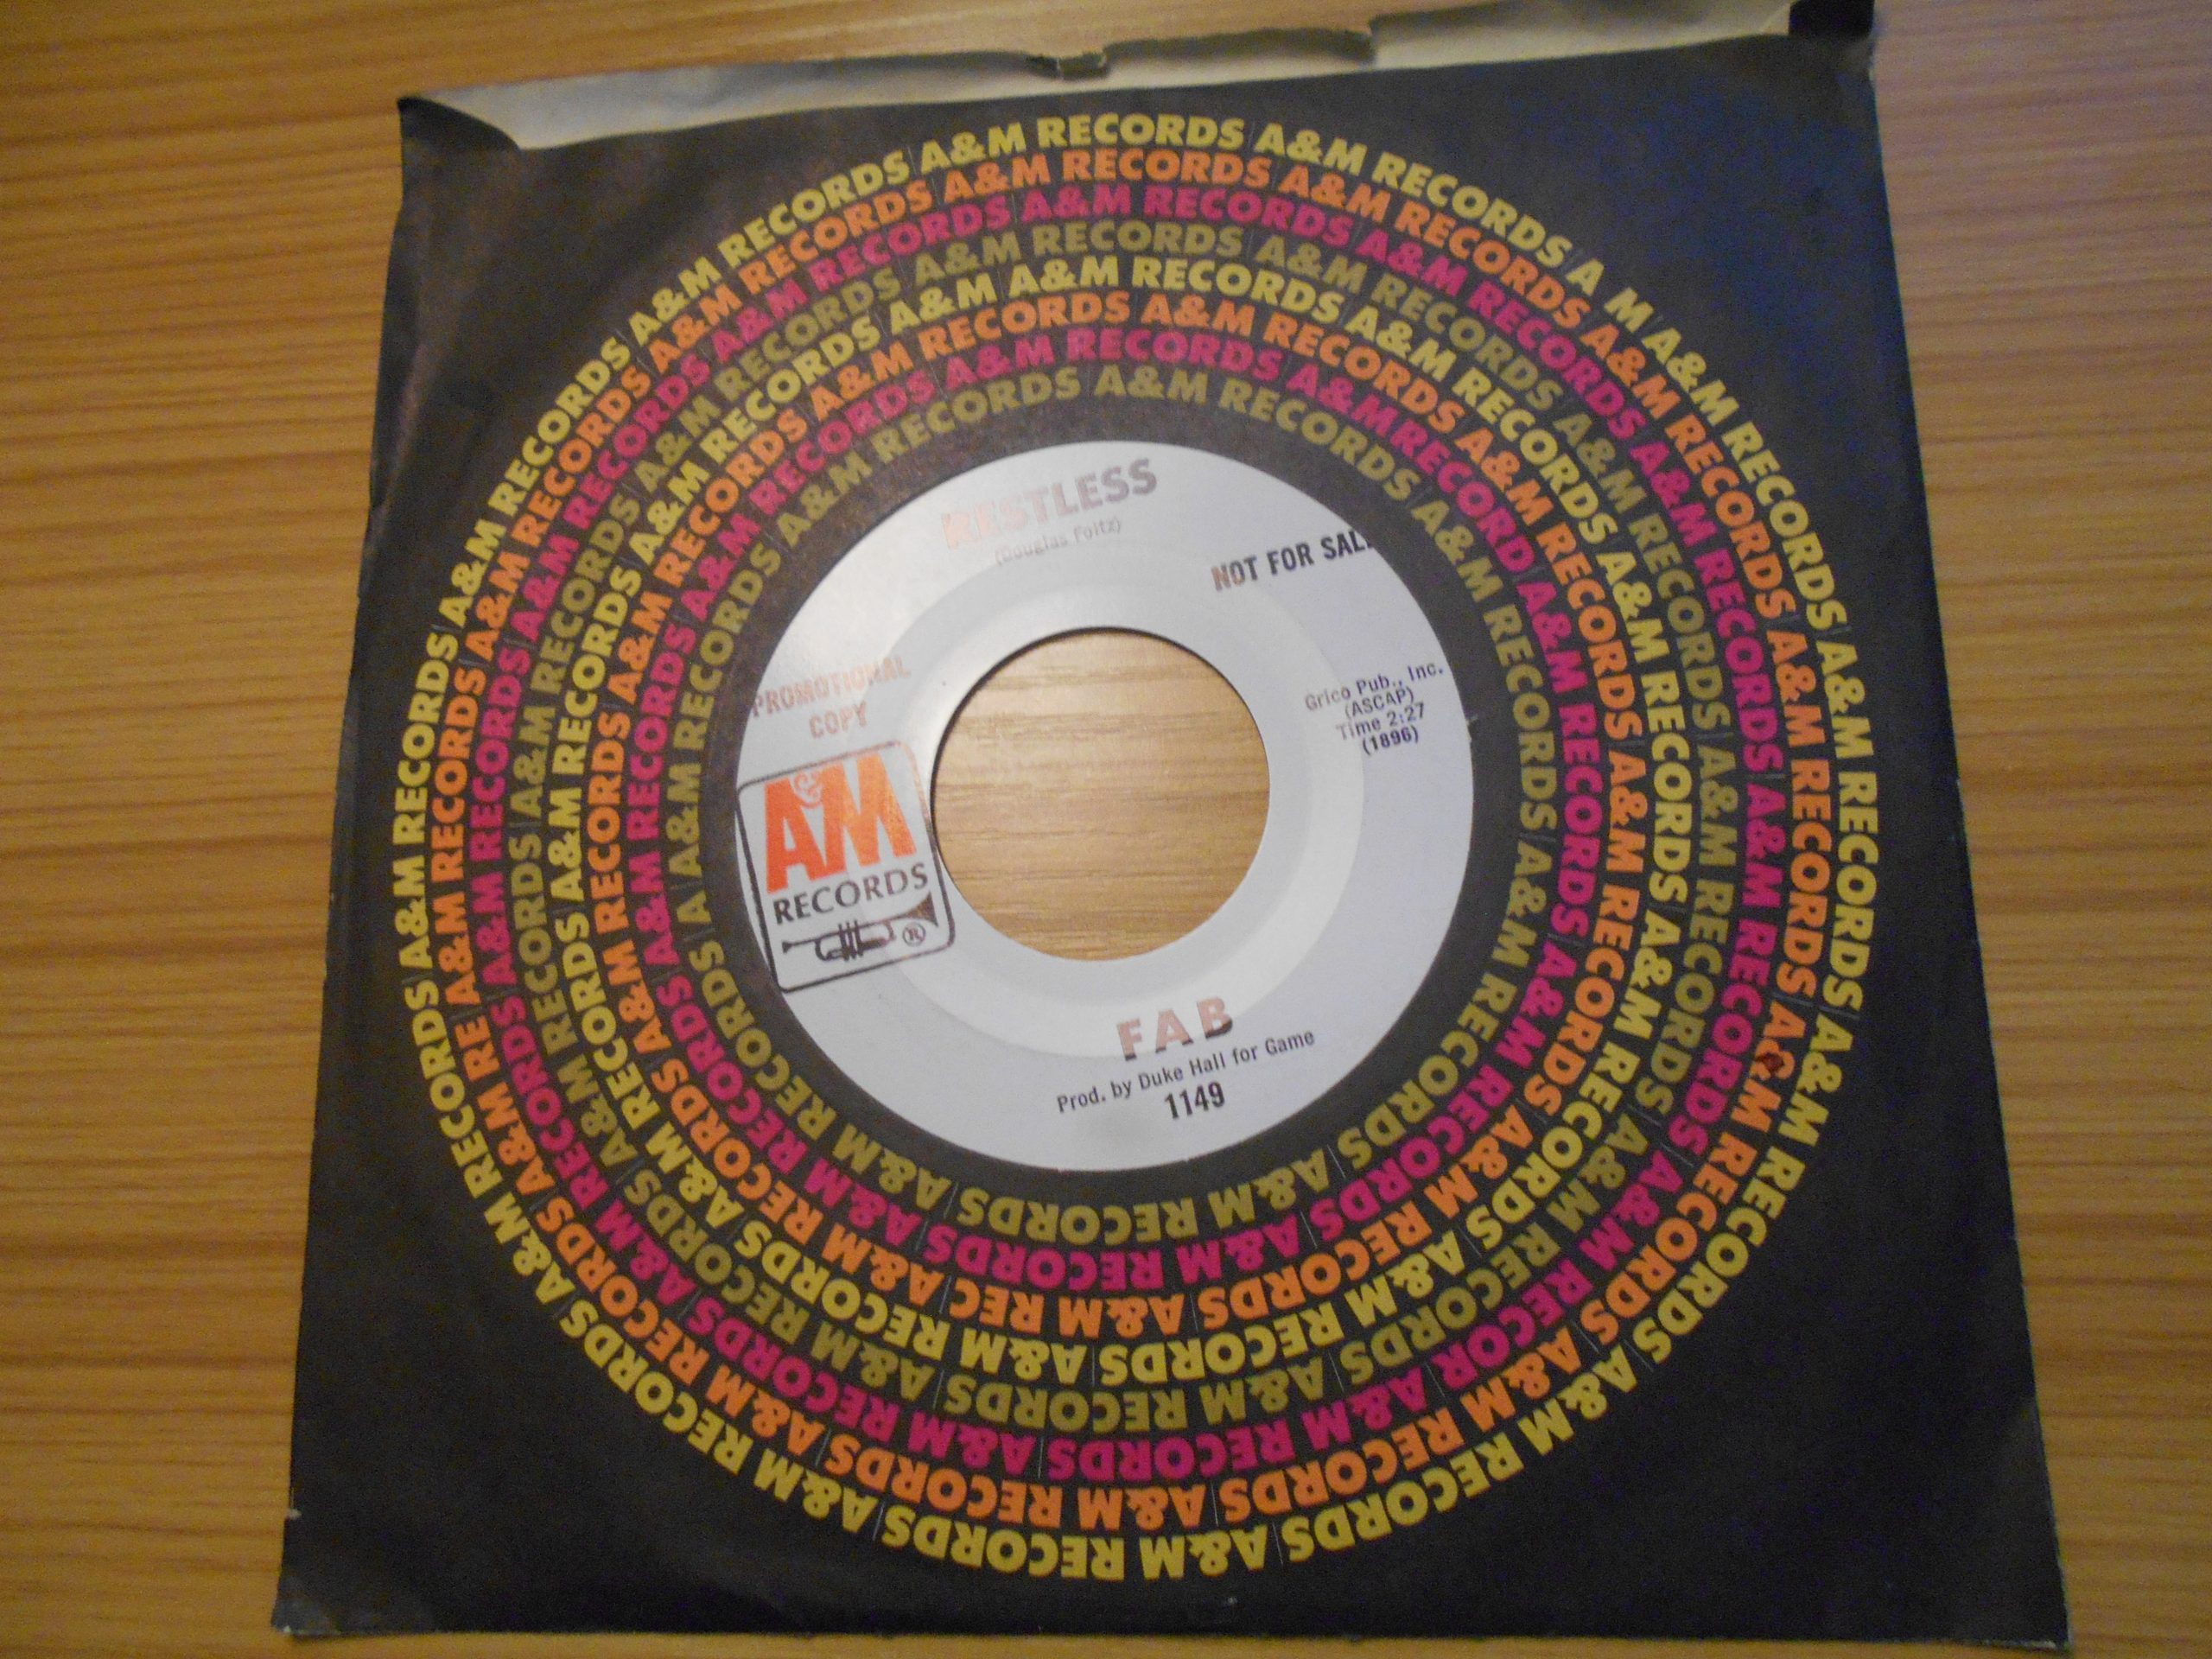 A&M RECORDS A&M RECORDS A&M RECORDS A&M RECORDS
RESTLESS
(Douglas Foltz)
NOT FOR SALE
PROMOTIONAL
COPY
Grico Pub., Inc.
(ASCAP)
Time 2:27
(1896)
A&M
RECORDS
®
FAB
Prod. by Duke Hall for Game
1149